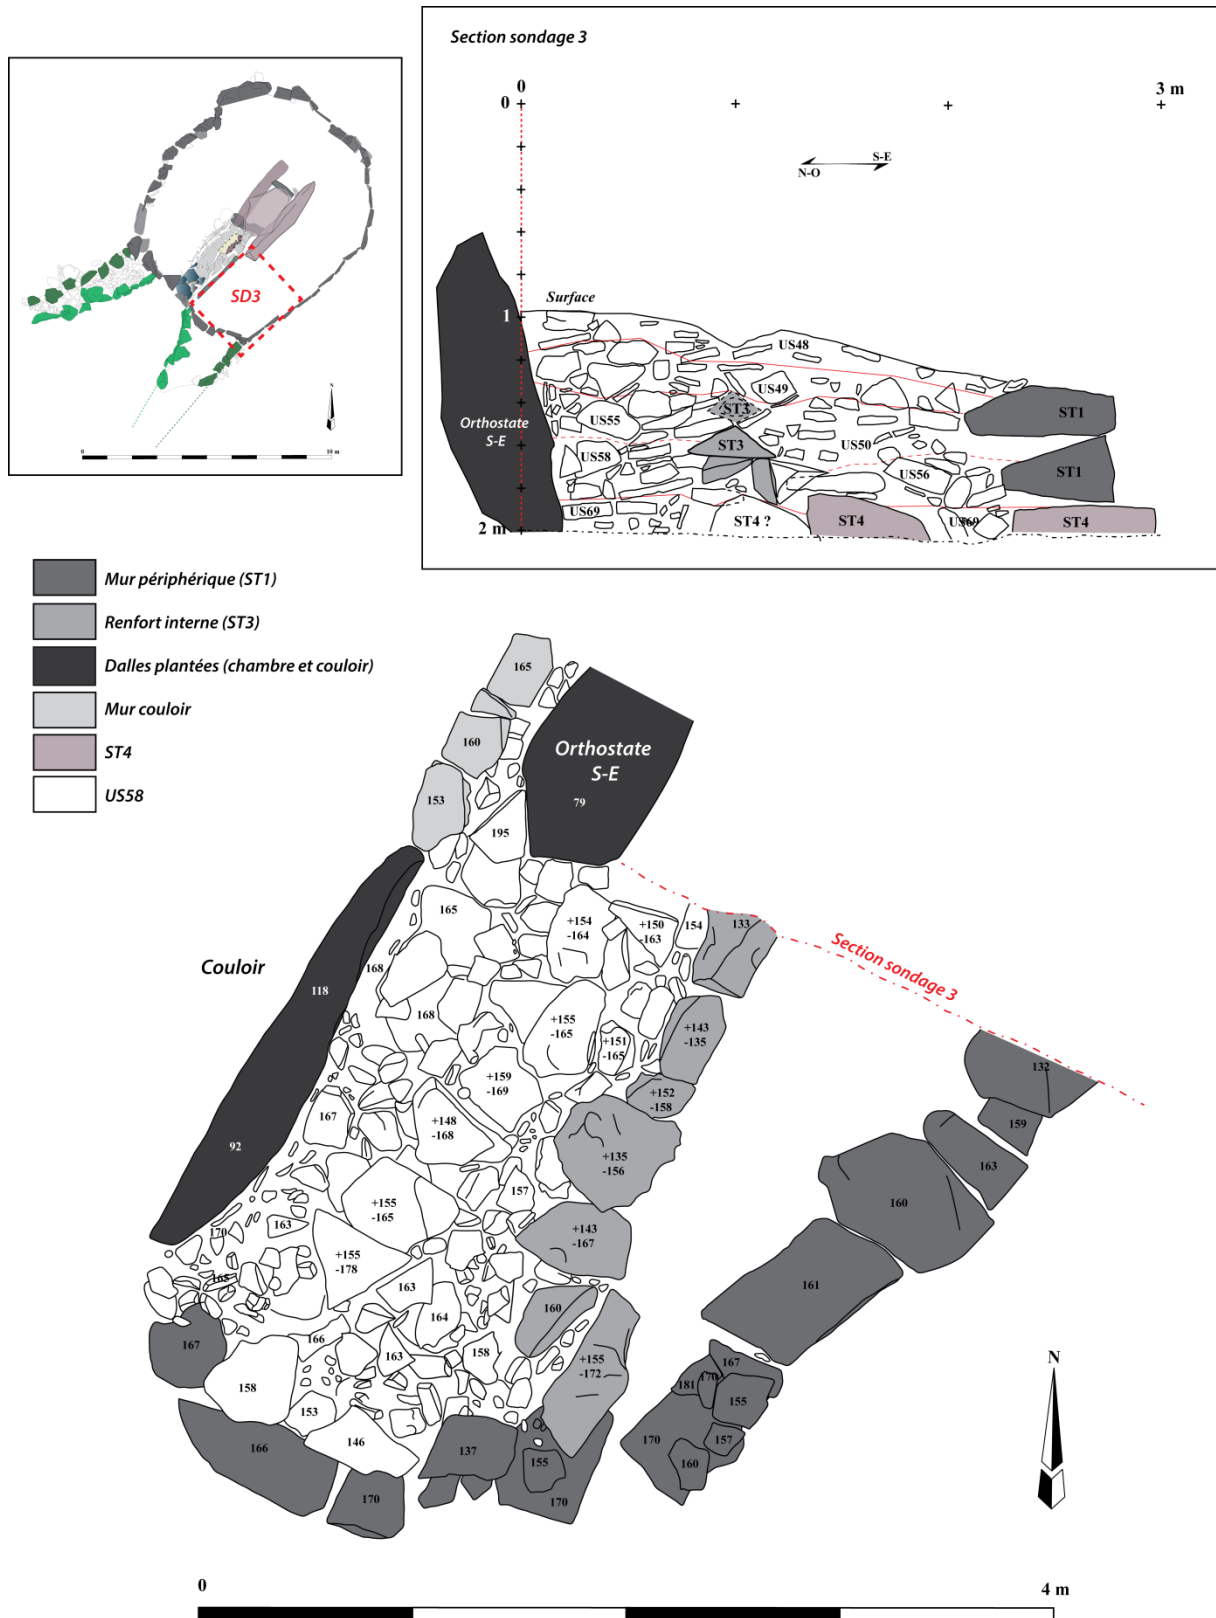 Section sondage 3
0
0
3 m
S-E
N-O
Surface
1
US48
US49
ST3
ST1
US55
Orthostate
S-E
ST3
US50
US58
US56
ST1
US69
ST4 ?
ST4
US69
ST4
2 m
SD3
N
0
10 m
Mur périphérique (ST1)
Renfort interne (ST3)
Dalles plantées (chambre et couloir)
Mur couloir
ST4
US58
165
160
Orthostate
S-E
153
79
195
165
+154
-164
+150
-163
154
133
Couloir
Section sondage 3
168
118
168
+155
-165
+143
-135
+151
-165
132
+159
-169
+152
-158
167
+148
-168
159
92
+135
-156
163
157
+155
-165
160
170
163
+143
-167
+155
-178
165
163
161
160
164
167
166
163
158
+155
-172
167
158
181
170
155
153
146
137
157
166
155
170
160
170
170
N
0
4 m